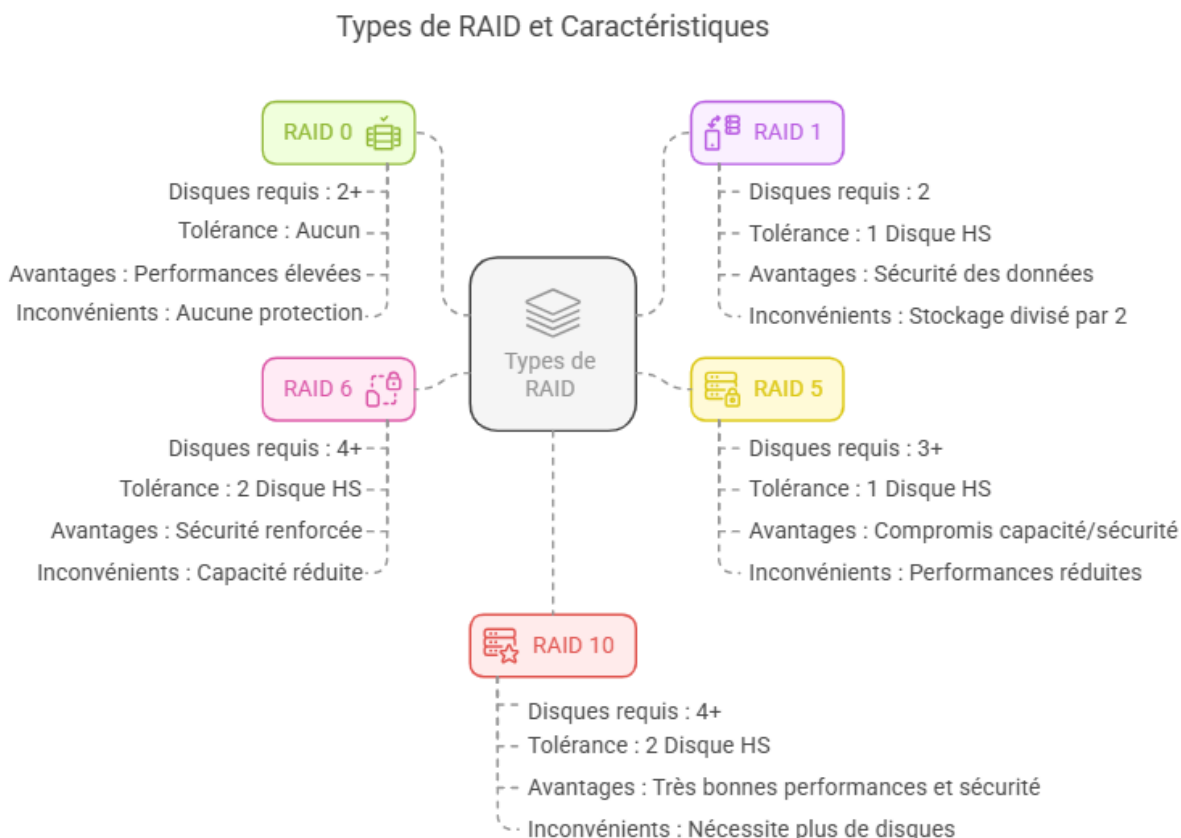 Types de RAID et Caractéristiques
RAID 0
Disques requis : 2+
Tolérance : Aucun
Avantages : Performances élevées
Inconvénients : Aucune protection
RAID 1
Disques requis : 2
Tolérance : 1 Disque HS
Avantages : Sécurité des données
Inconvénients : Stockage divisé par 2
Types de
RAID
RAID 6
Disques requis : 4+
Tolérance : 2 Disque HS
Avantages : Sécurité renforcée
Inconvénients : Capacité réduite
RAID 5
Disques requis : 3+
Tolérance : 1 Disque HS
Avantages : Compromis capacité/sécurité
Inconvénients : Performances réduites
RAID 10
Disques requis : 4+
Tolérance : 2 Disque HS
Avantages : Très bonnes performances et sécurité
Inconvénients : Nécessite plus de disques